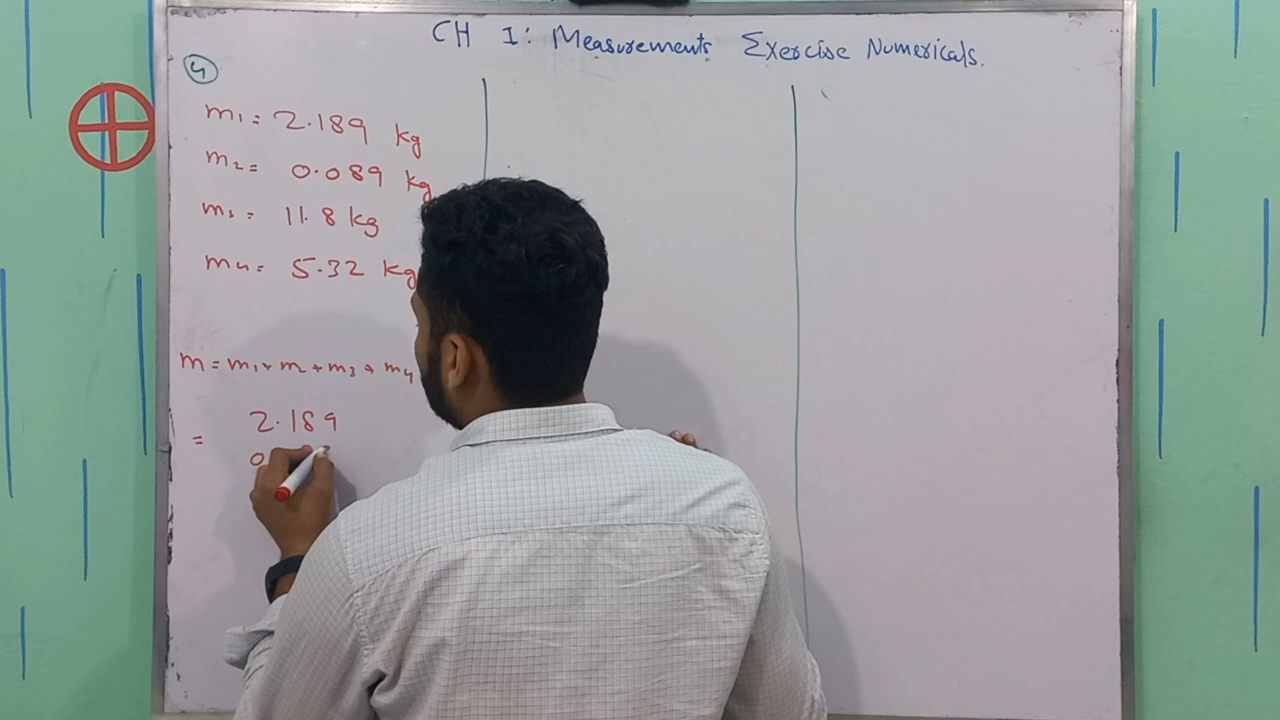 CH 1: Measurements Exercise Numericals.
4
m1 = 2.189 kg
m2 = 0.089 kg
m3 = 11.8 kg
m4 = 5.32 kg
m = m1 + m2 + m3 + m4
2.189
=
0